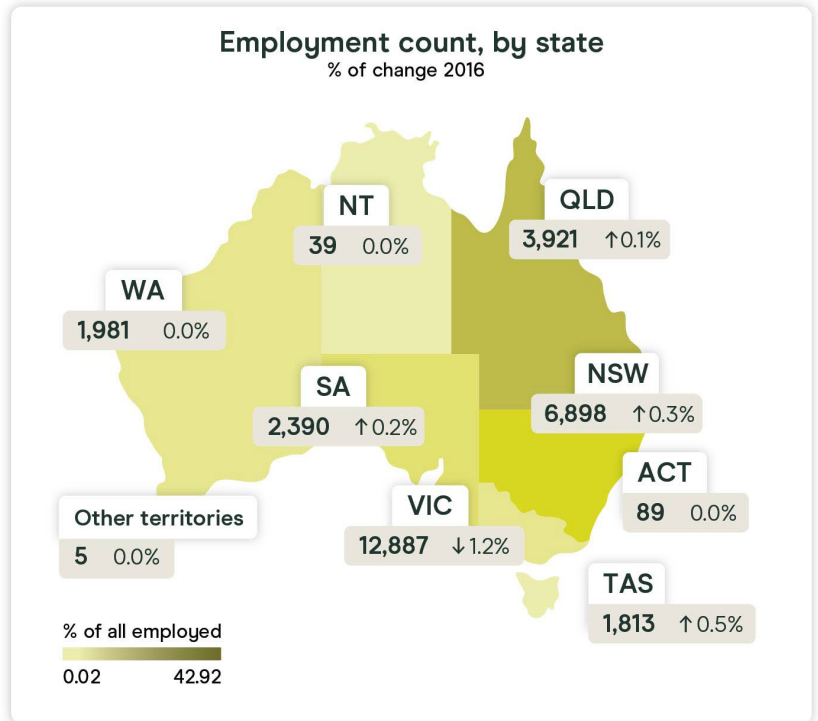 Employment count, by state
% of change 2016
NT
39 0.0%
QLD
3,921 ↑0.1%
WA
1,981 0.0%
SA
2,390 ↑0.2%
NSW
6,898 ↑0.3%
ACT
89 0.0%
VIC
12,887 ↓1.2%
Other territories
5 0.0%
TAS
1,813 ↑0.5%
% of all employed
0.02 42.92